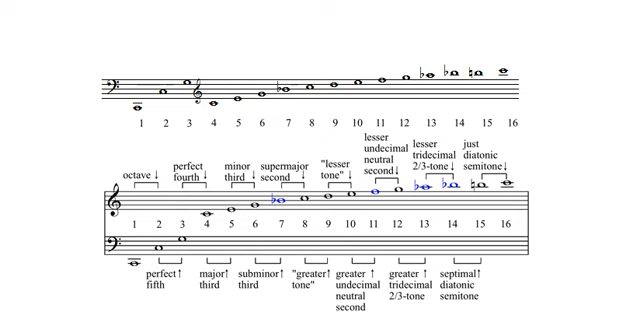 1 2 3 4 5 6 7 8 9 10 11 12 13 14 15 16
octave↓
perfect
fourth↓
minor
third ↓
supermajor
second ↓
"lesser
tone" ↓
lesser
undecimal
neutral
second↓
lesser
tridecimal
2/3-tone ↓
just
diatonic
semitone↓
1 2 3 4 5 6 7 8 9 10 11 12 13 14 15 16
perfect↑
fifth
major↑
third
subminor↑
third
"greater↑
tone"
greater ↑
undecimal
neutral
second
greater ↑
tridecimal
2/3-tone
septimal↑
diatonic
semitone